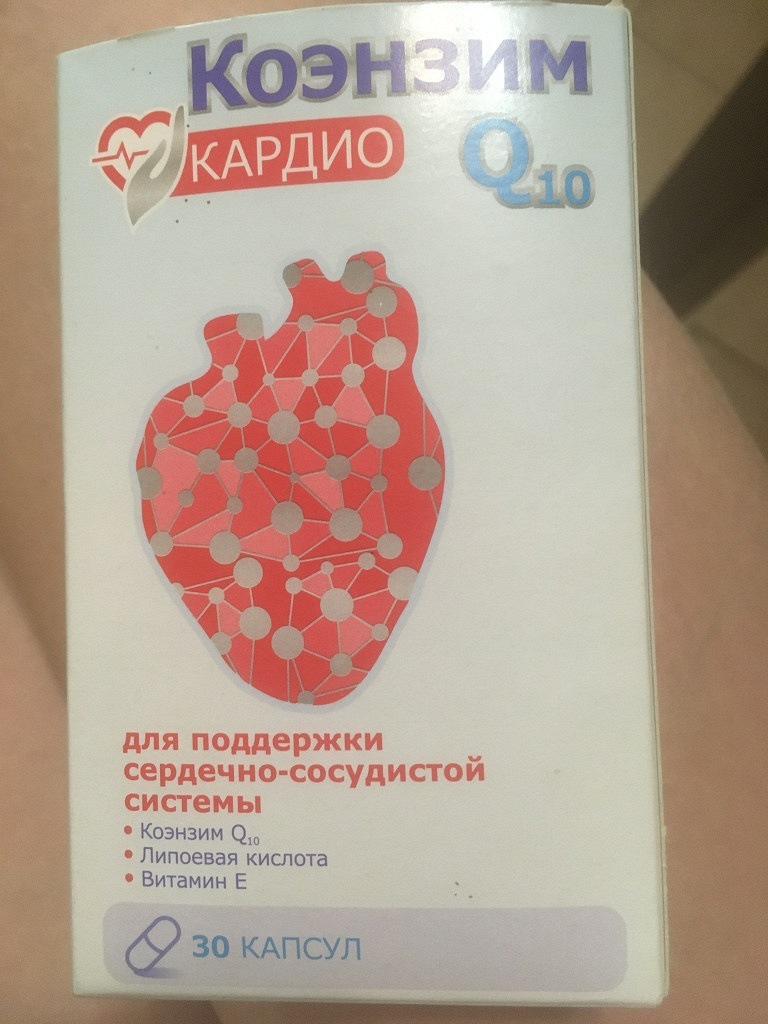 Коэнзим
КАРДИО
Q10
для поддержки
сердечно-сосудистой
системы
• Коэнзим Q10
• Липоевая кислота
• Витамин Е
30 КАПСУЛ